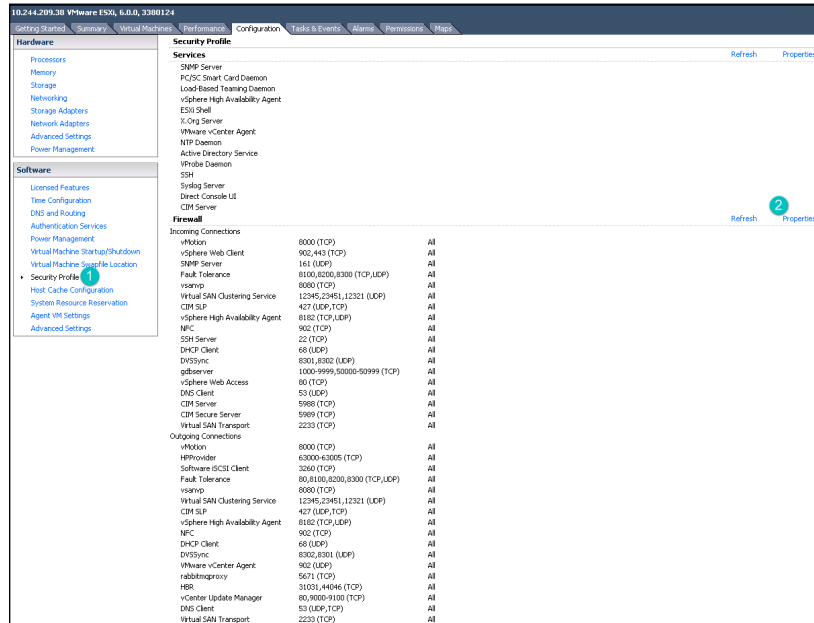 10.244.209.38 VMware ESXi, 6.0.0, 3380124
Getting Started Summary Virtual Machines Performance Configuration Tasks & Events Alarms Permissions Maps
Hardware
Processors
Memory
Storage
Networking
Storage Adapters
Network Adapters
Advanced Settings
Power Management
Software
Licensed Features
Time Configuration
DNS and Routing
Authentication Services
Power Management
Virtual Machine Startup/Shutdown
Virtual Machine Swapfile Location
Security Profile 1
Host Cache Configuration
System Resource Reservation
Agent VM Settings
Advanced Settings
Security Profile
Services Refresh Properties
SNMP Server
PC/SC Smart Card Daemon
Load-Based Teaming Daemon
vSphere High Availability Agent
ESXi Shell
X.Org Server
VMware vCenter Agent
NTP Daemon
Active Directory Service
VProbe Daemon
SSH
Syslog Server
Direct Console UI
CIM Server
2
Firewall Refresh Properties
Incoming Connections
vMotion 8000 (TCP) All
vSphere Web Client 902,443 (TCP) All
SNMP Server 161 (UDP) All
Fault Tolerance 8100,8200,8300 (TCP,UDP) All
vsanvp 8080 (TCP) All
Virtual SAN Clustering Service 12345,23451,12321 (UDP) All
CIM SLP 427 (UDP,TCP) All
vSphere High Availability Agent 8182 (TCP,UDP) All
NFC 902 (TCP) All
SSH Server 22 (TCP) All
DHCP Client 68 (UDP) All
DVSSync 8301,8302 (UDP) All
gdbserver 1000-9999,50000-50999 (TCP) All
vSphere Web Access 80 (TCP) All
DNS Client 53 (UDP) All
CIM Server 5988 (TCP) All
CIM Secure Server 5989 (TCP) All
Virtual SAN Transport 2233 (TCP) All
Outgoing Connections
vMotion 8000 (TCP) All
HPProvider 63000-63005 (TCP) All
Software iSCSI Client 3260 (TCP) All
Fault Tolerance 80,8100,8200,8300 (TCP,UDP) All
vsanvp 8080 (TCP) All
Virtual SAN Clustering Service 12345,23451,12321 (UDP) All
CIM SLP 427 (UDP,TCP) All
vSphere High Availability Agent 8182 (TCP,UDP) All
NFC 902 (TCP) All
DHCP Client 68 (UDP) All
DVSSync 8302,8301 (UDP) All
VMware vCenter Agent 902 (UDP) All
rabbitmqproxy 5671 (TCP) All
HBR 31031,44046 (TCP) All
vCenter Update Manager 80,9000-9100 (TCP) All
DNS Client 53 (UDP,TCP) All
Virtual SAN Transport 2233 (TCP) All